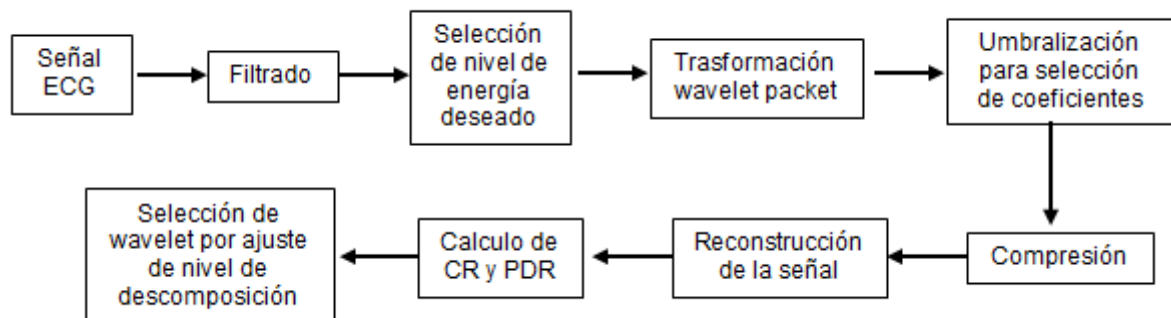 Señal
ECG
Filtrado
Selección
de nivel de
energía
deseado
Trasformación
wavelet packet
Umbralización
para selección
de coeficientes
Compresión
Reconstrucción
de la señal
Calculo de
CR y PDR
Selección de
wavelet por ajuste
de nivel de
descomposición